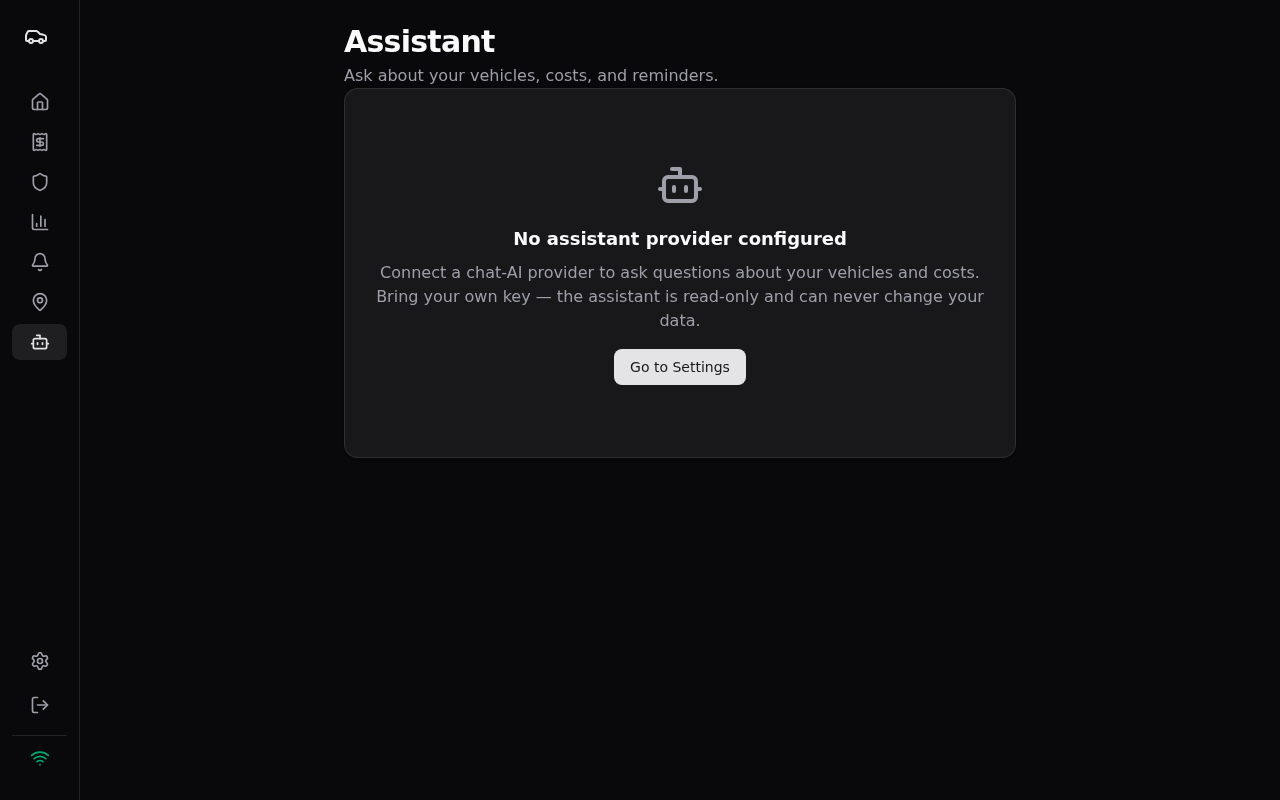 Assistant
Ask about your vehicles, costs, and reminders.
No assistant provider configured
Connect a chat-AI provider to ask questions about your vehicles and costs.
Bring your own key — the assistant is read-only and can never change your
data.
Go to Settings